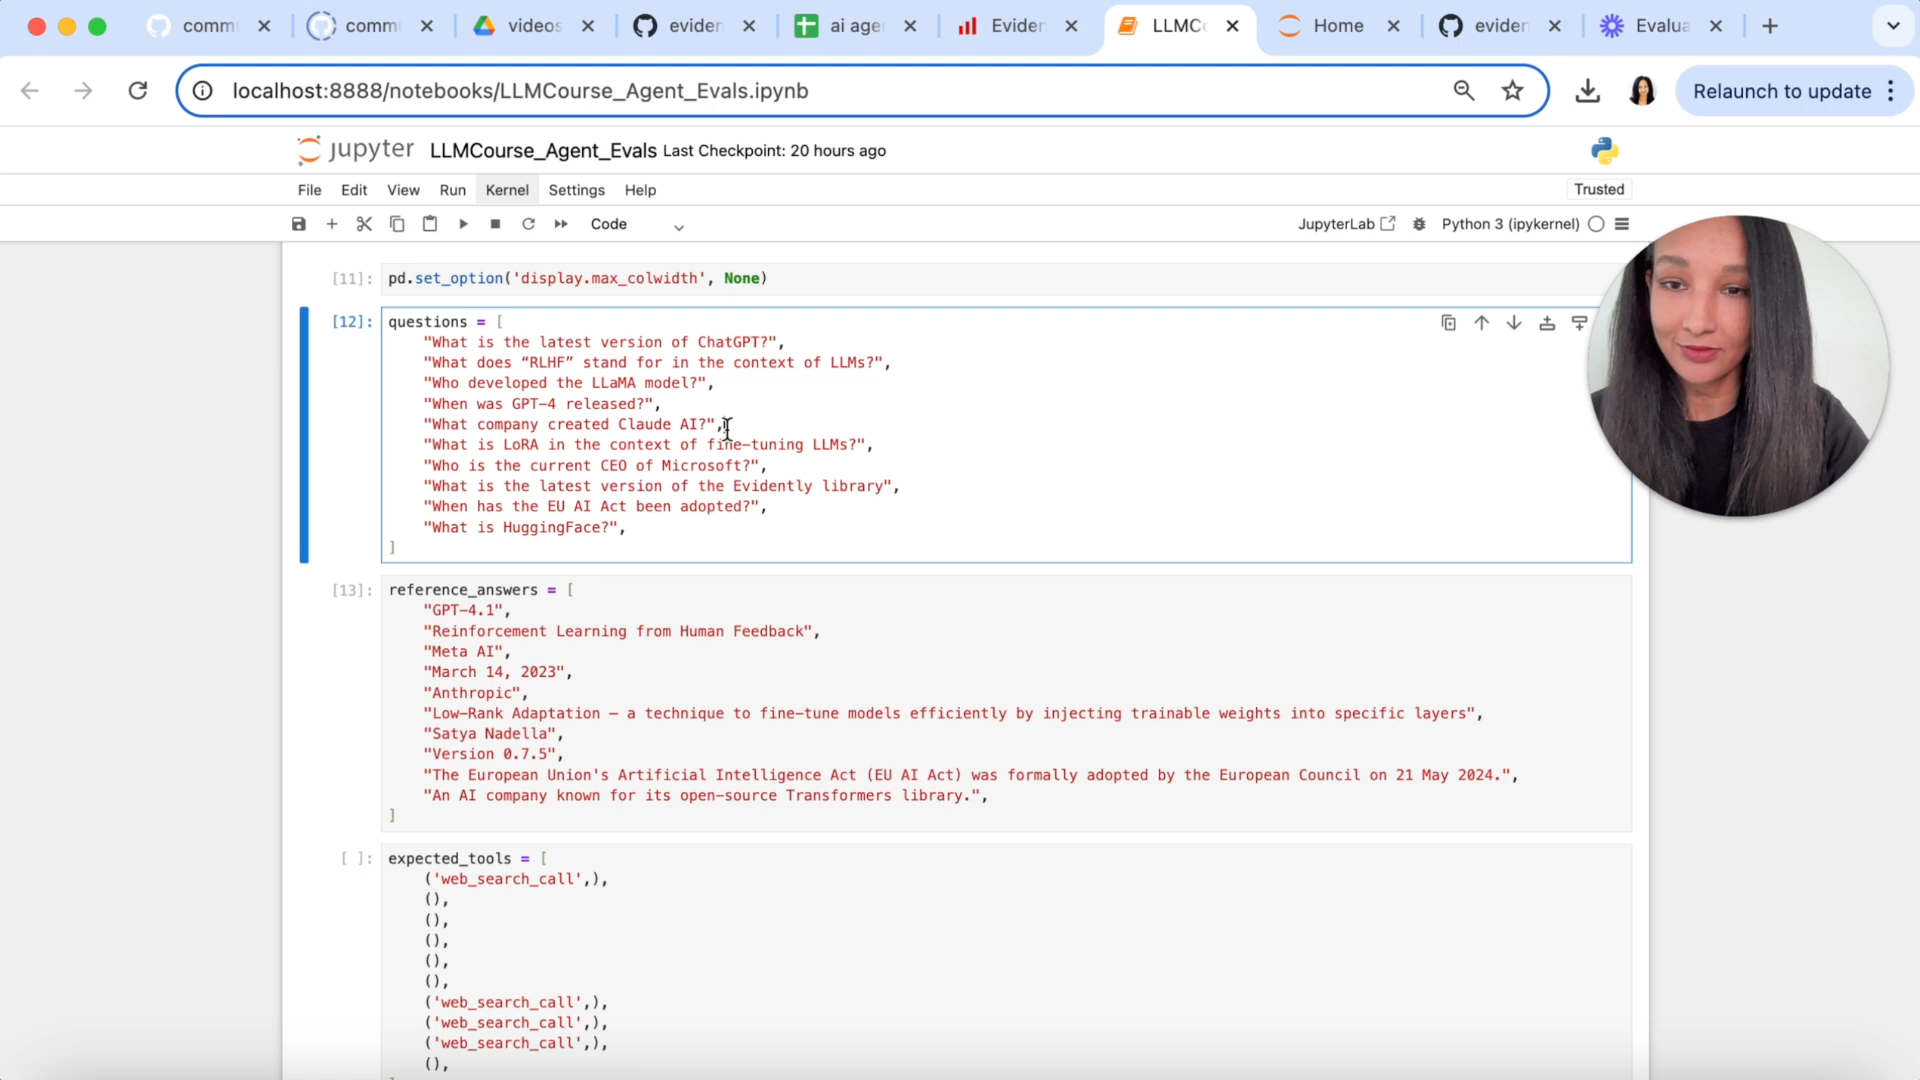 comm
comm
videos
eviden
ai age
Eviden
LLMC
Home
eviden
Evalua
localhost:8888/notebooks/LLMCourse_Agent_Evals.ipynb
Relaunch to update
jupyter
LLMCourse_Agent_Evals Last Checkpoint: 20 hours ago
File Edit View Run Kernel Settings Help
Trusted
Code
JupyterLab
Python 3 (ipykernel)
[11]: pd.set_option('display.max_colwidth', None)
[12]: questions = [
"What is the latest version of ChatGPT?",
"What does “RLHF” stand for in the context of LLMs?",
"Who developed the LLaMA model?",
"When was GPT-4 released?",
"What company created Claude AI?",
"What is LoRA in the context of fine-tuning LLMs?",
"Who is the current CEO of Microsoft?",
"What is the latest version of the Evidently library",
"When has the EU AI Act been adopted?",
"What is HuggingFace?",
]
[13]: reference_answers = [
"GPT-4.1",
"Reinforcement Learning from Human Feedback",
"Meta AI",
"March 14, 2023",
"Anthropic",
"Low-Rank Adaptation – a technique to fine-tune models efficiently by injecting trainable weights into specific layers",
"Satya Nadella",
"Version 0.7.5",
"The European Union's Artificial Intelligence Act (EU AI Act) was formally adopted by the European Council on 21 May 2024.",
"An AI company known for its open-source Transformers library.",
]
[ ]: expected_tools = [
('web_search_call',),
(),
(),
(),
(),
(),
('web_search_call',),
('web_search_call',),
('web_search_call',),
(),